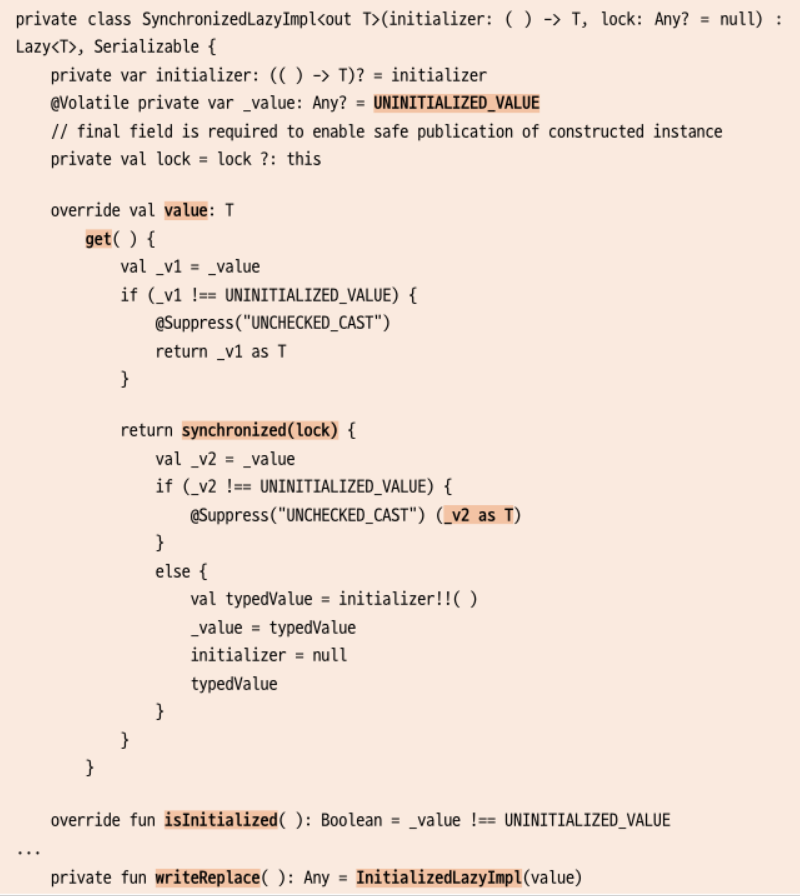 private class SynchronizedLazyImpl<out T>(initializer: ( ) -> T, lock: Any? = null) :
Lazy<T>, Serializable {
    private var initializer: (( ) -> T)? = initializer
    @Volatile private var _value: Any? = UNINITIALIZED_VALUE
    // final field is required to enable safe publication of constructed instance
    private val lock = lock ?: this

    override val value: T
        get( ) {
            val _v1 = _value
            if (_v1 !== UNINITIALIZED_VALUE) {
                @Suppress("UNCHECKED_CAST")
                return _v1 as T
            }

            return synchronized(lock) {
                val _v2 = _value
                if (_v2 !== UNINITIALIZED_VALUE) {
                    @Suppress("UNCHECKED_CAST") (_v2 as T)
                }
                else {
                    val typedValue = initializer!!( )
                    _value = typedValue
                    initializer = null
                    typedValue
                }
            }
        }

    override fun isInitialized( ): Boolean = _value !== UNINITIALIZED_VALUE
...
    private fun writeReplace( ): Any = InitializedLazyImpl(value)